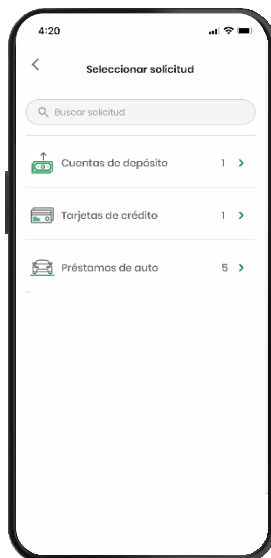 4:20
Seleccionar solicitud
Buscar solicitud
Cuentas de depósito 1
Tarjetas de crédito 1
Préstamos de auto 5